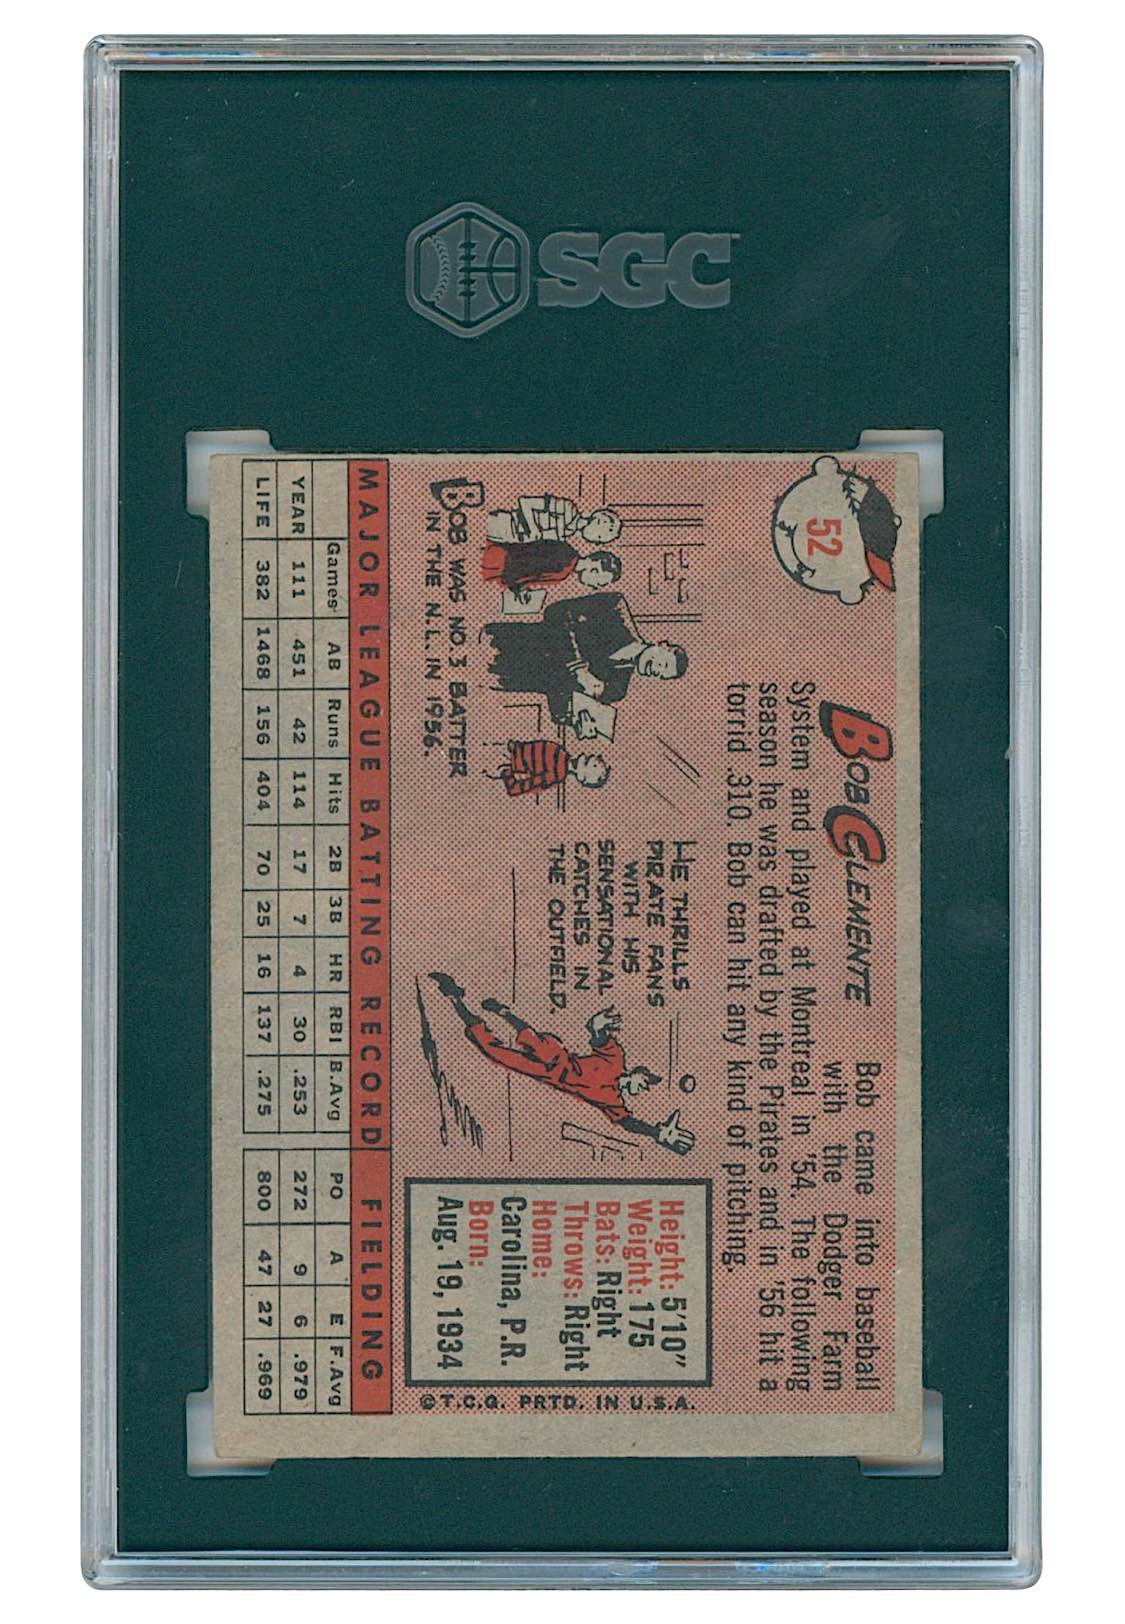 SGC
52
BOB CLEMENTE
Bob came into baseball
with the Dodger Farm
System and played at Montreal in '54. The following
season he was drafted by the Pirates and in '56 hit a
torrid .310. Bob can hit any kind of pitching.
BOB WAS NO. 3 BATTER
IN THE N.L. IN 1956.
HE THRILLS
PIRATE FANS
WITH HIS
SENSATIONAL
CATCHES IN
THE OUTFIELD.
Height: 5'10"
Weight: 175
Bats: Right
Throws: Right
Home:
Carolina, P.R.
Born:
Aug. 19, 1934
© T.C.G. PRTD. IN U.S.A.
MAJOR LEAGUE BATTING RECORD FIELDING
Games AB Runs Hits 2B 3B HR RBI B.Avg PO A E F.Avg
YEAR 111 451 42 114 17 7 4 30 .253 272 9 6 .979
LIFE 382 1468 156 404 70 25 16 137 .275 800 47 27 .969